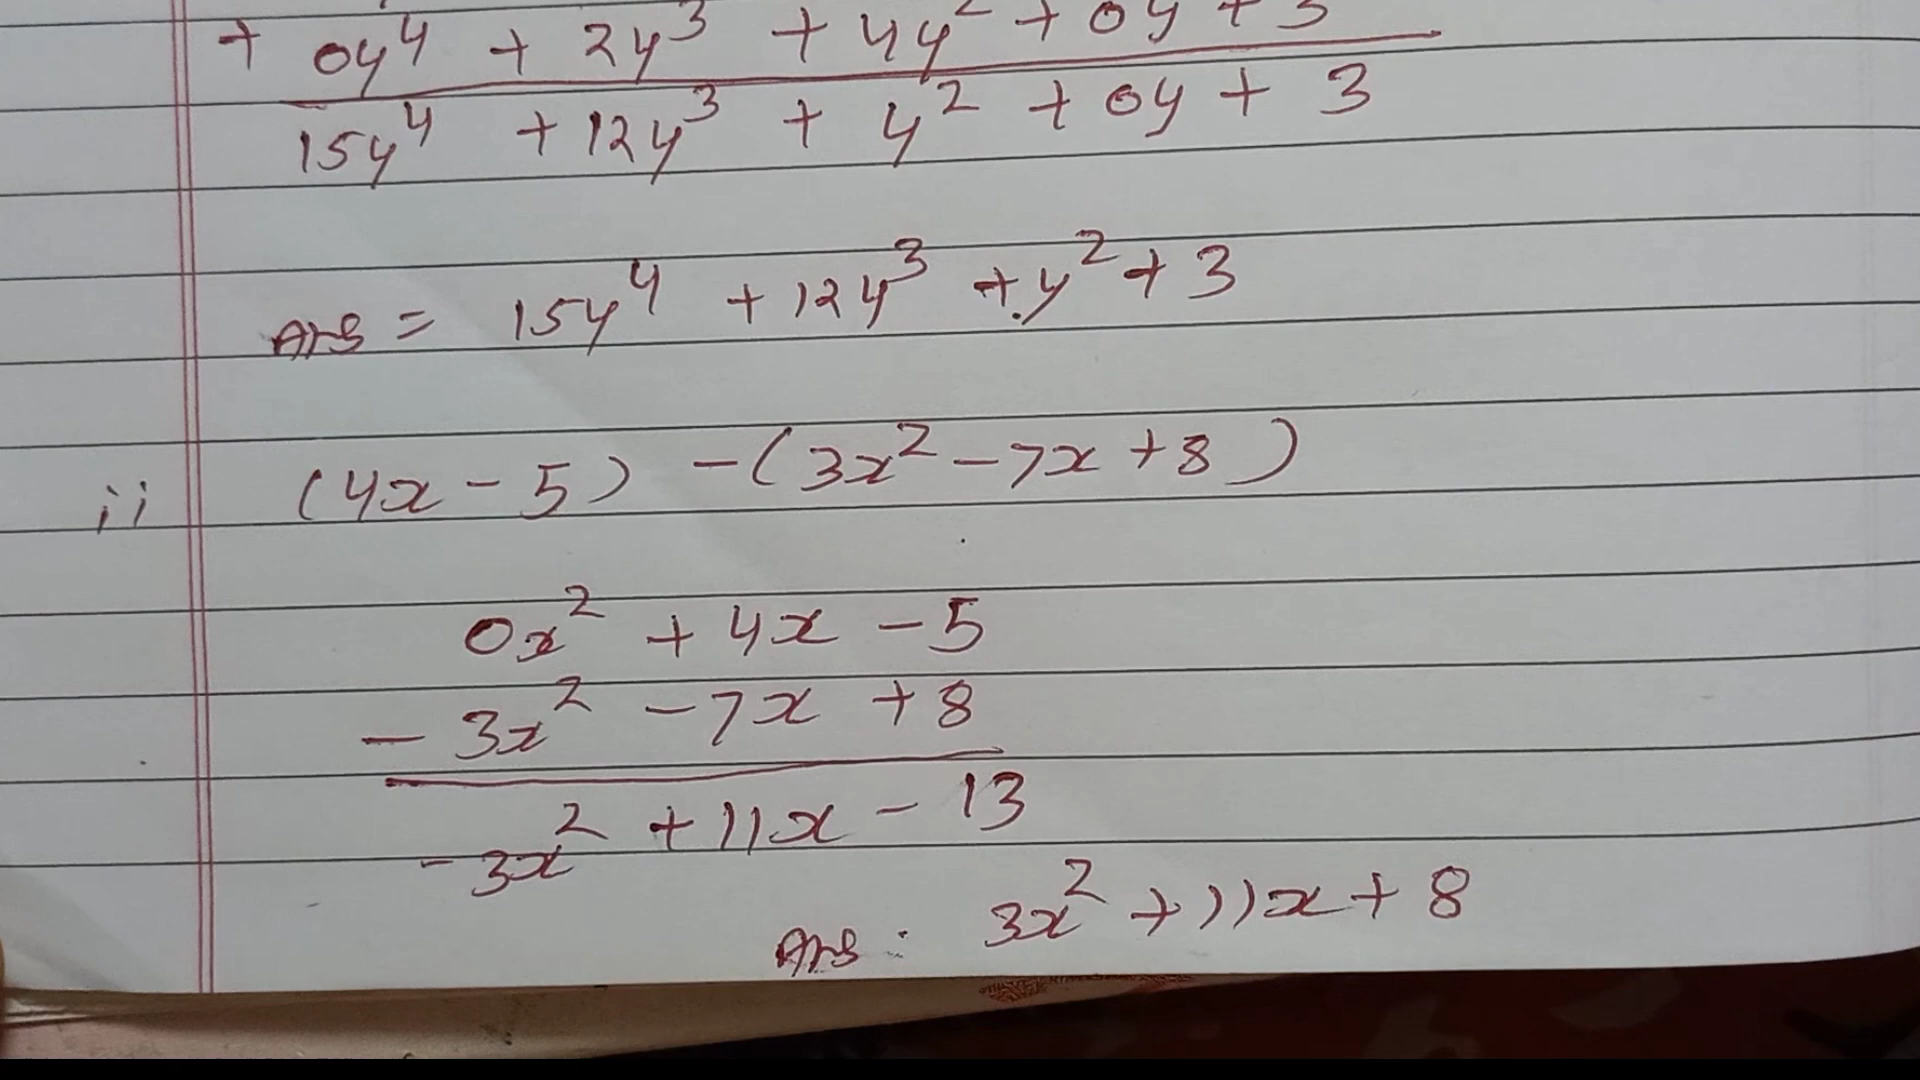 + 0y⁴ + 2y³ + 4y² + 0y + 3
15y⁴ + 12y³ + y² + 0y + 3
Ans = 15y⁴ + 12y³ + y² + 3
ii (4x - 5) - (3x² - 7x + 8)
0x² + 4x - 5
- 3x² - 7x + 8
- 3x² + 11x - 13
Ans : 3x² + 11x + 8